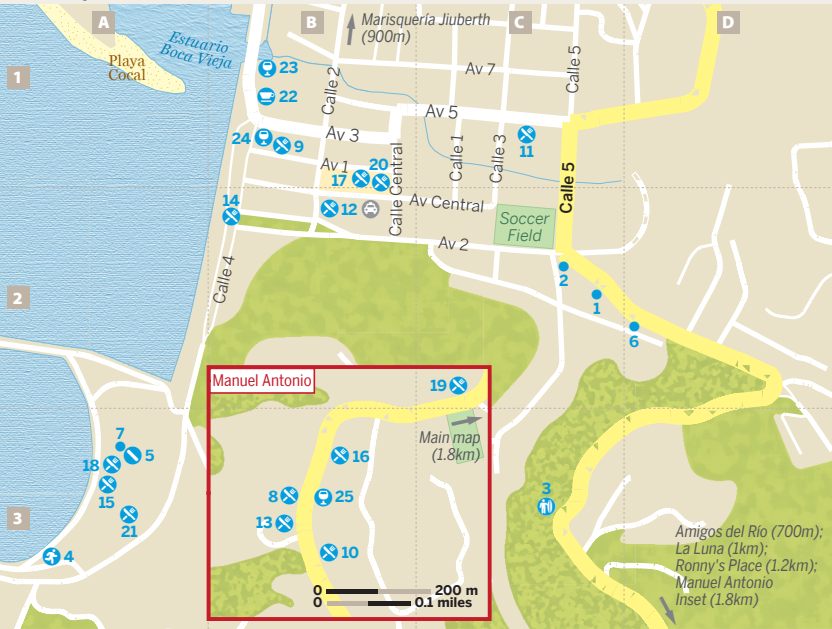 A
B
C
D
1
2
3
Estuario
Boca Vieja
Playa
Cocal
Marisquería Jiuberth
(900m)
Calle 2
Av 7
Calle 5
23
22
Av 5
24
9
Av 3
Calle 1
Calle 3
11
Av 1
20
17
Calle Central
Calle 5
14
12
Av Central
Soccer
Field
Av 2
Calle 4
2
1
6
Manuel Antonio
19
Main map
(1.8km)
7
5
18
15
21
4
16
8
25
13
10
3
Amigos del Río (700m);
La Luna (1km);
Ronny's Place (1.2km);
Manuel Antonio
Inset (1.8km)
0 200 m
0 0.1 miles